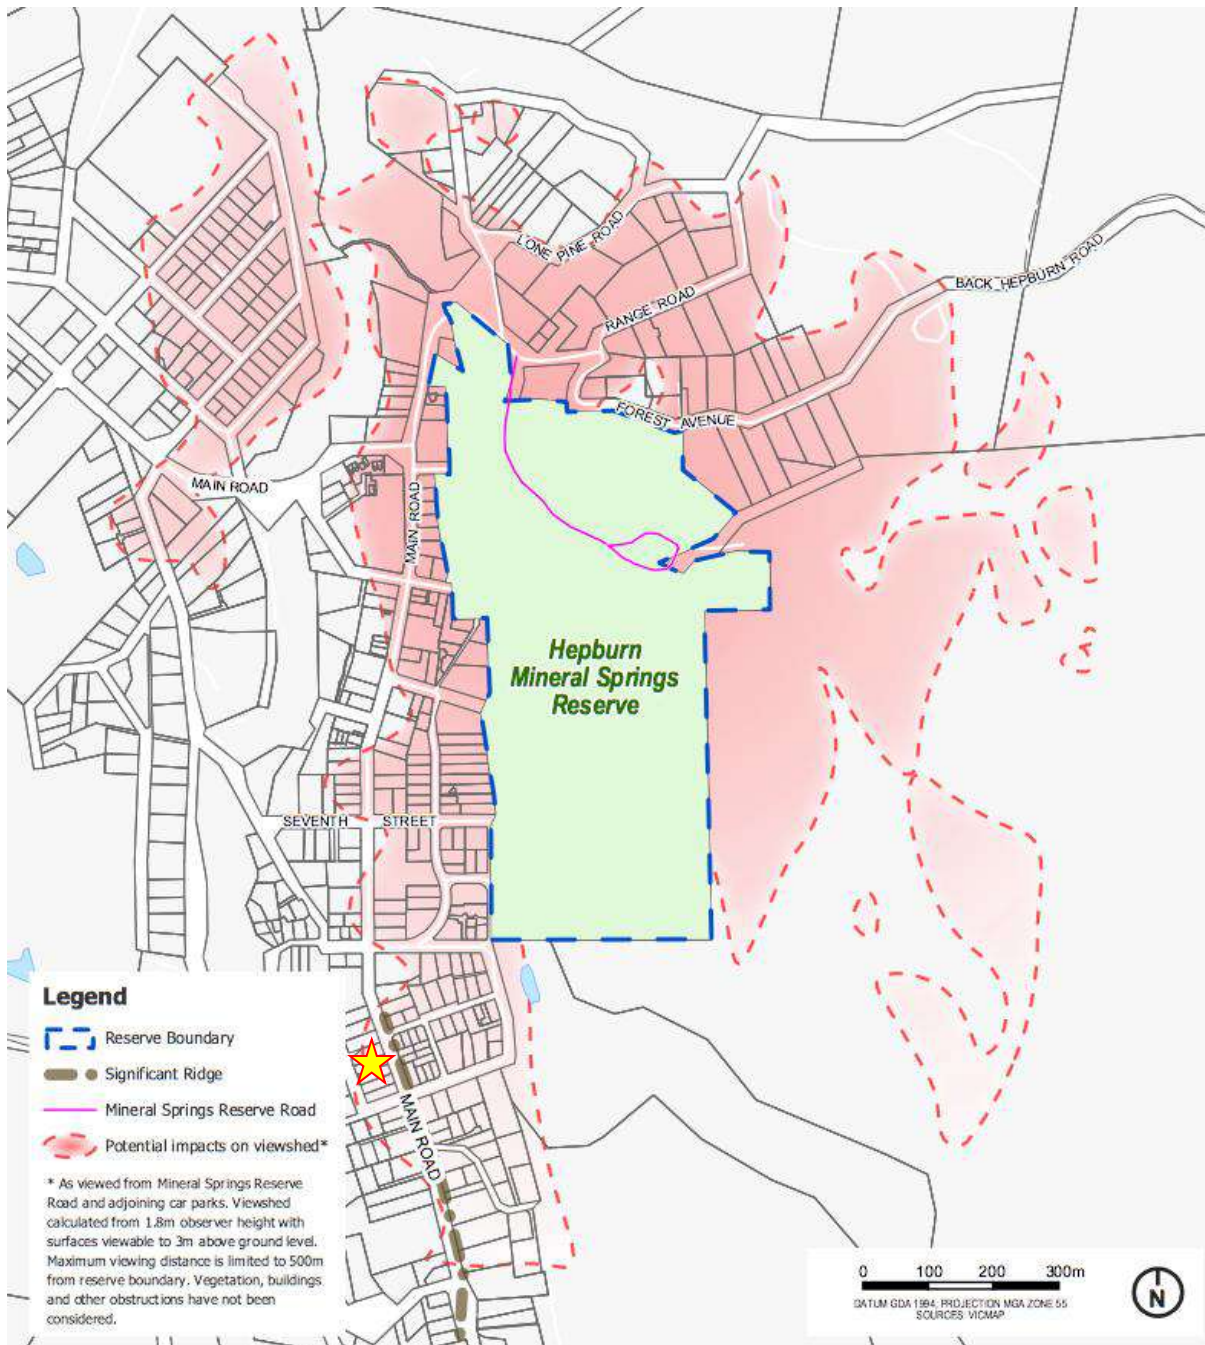 LONE PINE ROAD
BACK HEPBURN ROAD
RANGE ROAD
FOREST AVENUE
MAIN ROAD
MAIN ROAD
Hepburn
Mineral Springs
Reserve
SEVENTH STREET
MAIN ROAD
Legend
Reserve Boundary
Significant Ridge
Mineral Springs Reserve Road
Potential impacts on viewshed*
* As viewed from Mineral Springs Reserve
Road and adjoining car parks. Viewshed
calculated from 1.8m observer height with
surfaces viewable to 3m above ground level.
Maximum viewing distance is limited to 500m
from reserve boundary. Vegetation, buildings
and other obstructions have not been
considered.
0 100 200 300m
DATUM GDA 1994, PROJECTION MGA ZONE 55
SOURCES: VICMAP
N